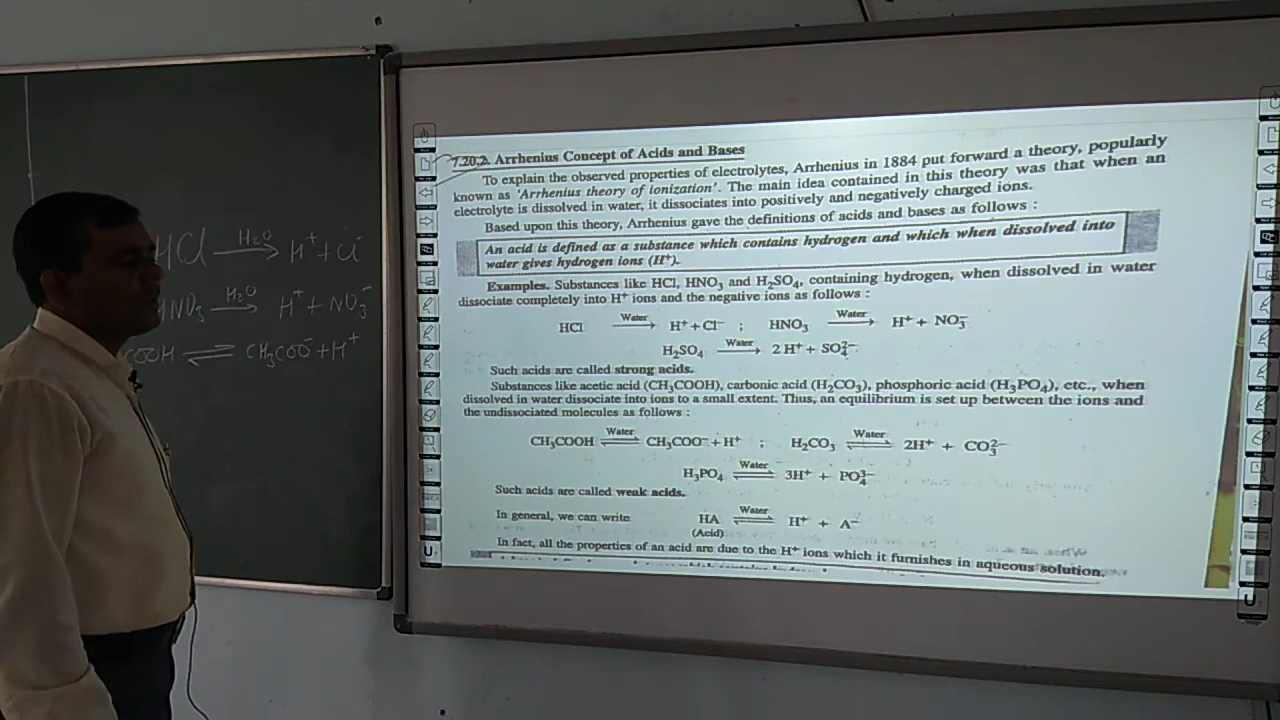 HCl H2O→ H⁺ + Cl⁻
HNO₃ H2O→ H⁺ + NO₃⁻
COOH ⇌ CH₃COO⁻ + H⁺
7.20.2. Arrhenius Concept of Acids and Bases
To explain the observed properties of electrolytes, Arrhenius in 1884 put forward a theory, popularly
known as 'Arrhenius theory of ionization'. The main idea contained in this theory was that when an
electrolyte is dissolved in water, it dissociates into positively and negatively charged ions.
Based upon this theory, Arrhenius gave the definitions of acids and bases as follows :
An acid is defined as a substance which contains hydrogen and which when dissolved into
water gives hydrogen ions (H⁺).
Examples. Substances like HCl, HNO₃ and H₂SO₄, containing hydrogen, when dissolved in water
dissociate completely into H⁺ ions and the negative ions as follows :
HCl Water→ H⁺ + Cl⁻ ; HNO₃ Water→ H⁺ + NO₃⁻
H₂SO₄ Water→ 2H⁺ + SO₄²⁻
Such acids are called strong acids.
Substances like acetic acid (CH₃COOH), carbonic acid (H₂CO₃), phosphoric acid (H₃PO₄), etc., when
dissolved in water dissociate into ions to a small extent. Thus, an equilibrium is set up between the ions and
the undissociated molecules as follows :
CH₃COOH Water⇌ CH₃COO⁻ + H⁺ ; H₂CO₃ Water⇌ 2H⁺ + CO₃²⁻
H₃PO₄ Water⇌ 3H⁺ + PO₄³⁻
Such acids are called weak acids.
In general, we can write HA Water⇌ H⁺ + A⁻
(Acid)
In fact, all the properties of an acid are due to the H⁺ ions which it furnishes in aqueous solution.